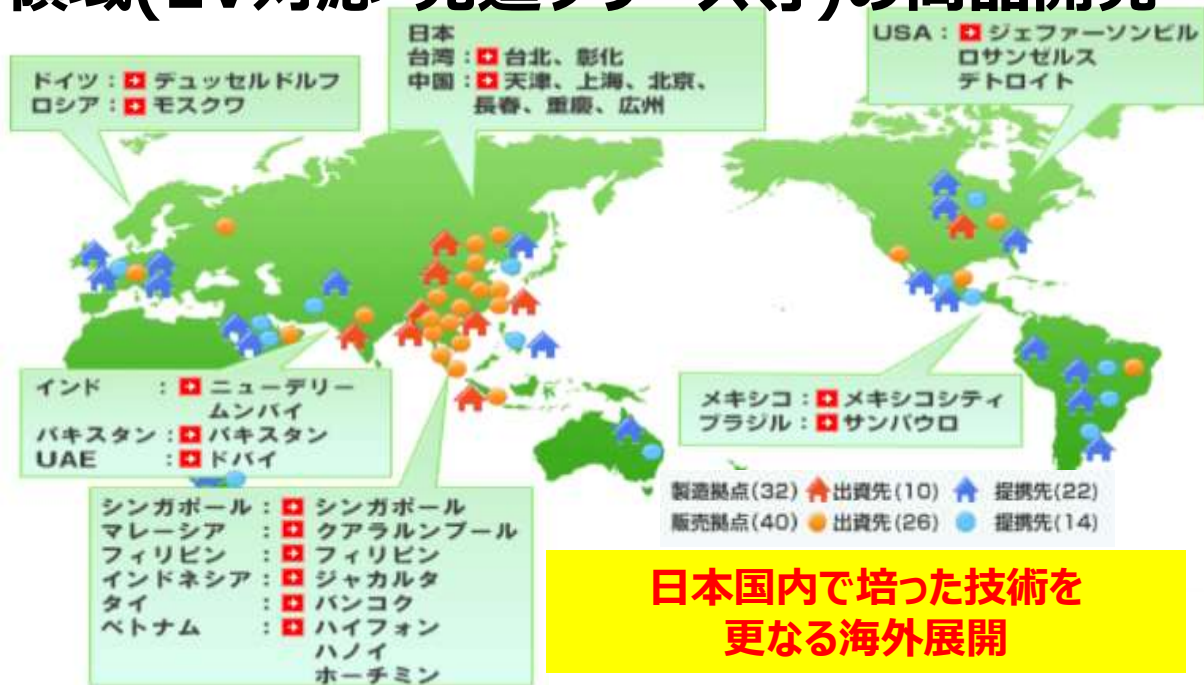 日本
台湾：台北、彰化
中国：天津、上海、北京、
長春、重慶、広州
USA：ジェファーソンビル
ロサンゼルス
デトロイト
ドイツ：デュッセルドルフ
ロシア：モスクワ
インド：ニューデリー
ムンバイ
パキスタン：パキスタン
UAE：ドバイ
メキシコ：メキシコシティ
ブラジル：サンパウロ
シンガポール：シンガポール
マレーシア：クアラルンプール
フィリピン：フィリピン
インドネシア：ジャカルタ
タイ：バンコク
ベトナム：ハイフォン
ハノイ
ホーチミン
製造拠点(32) 出資先(10) 提携先(22)
販売拠点(40) 出資先(26) 提携先(14)
日本国内で培った技術を
更なる海外展開